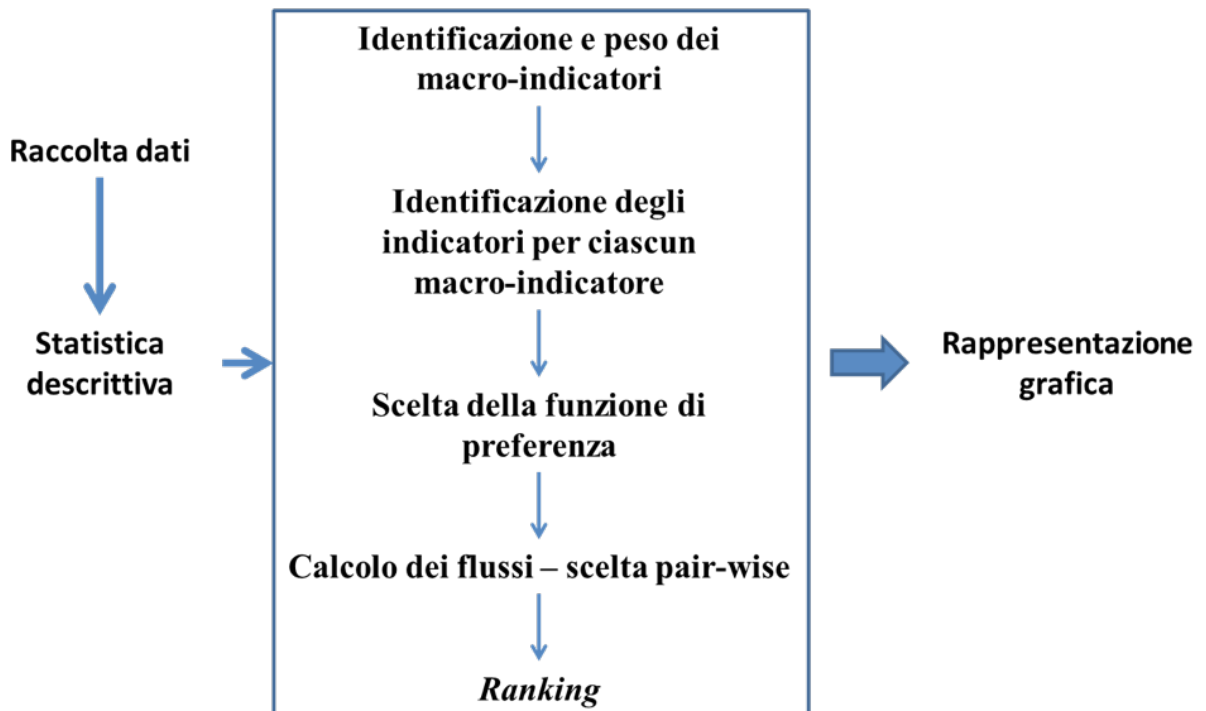 Raccolta dati
Statistica
descrittiva
Identificazione e peso dei
macro-indicatori
Identificazione degli
indicatori per ciascun
macro-indicatore
Scelta della funzione di
preferenza
Calcolo dei flussi – scelta pair-wise
Ranking
Rappresentazione
grafica